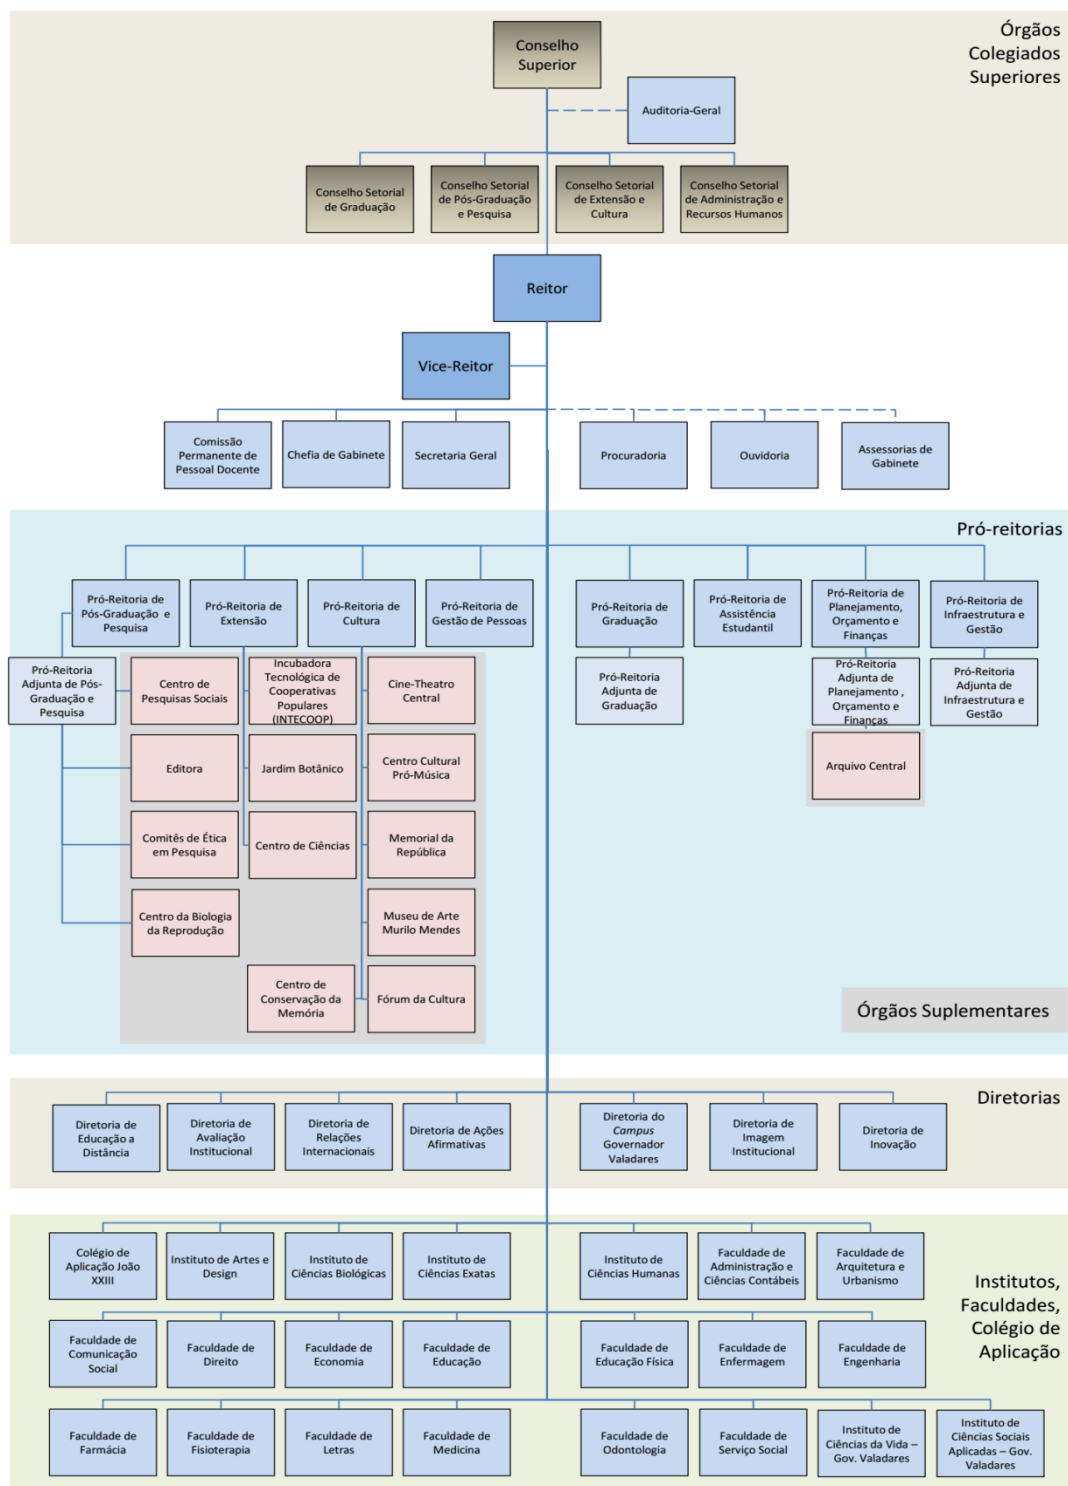 Órgãos
Colegiados
Superiores
Conselho
Superior
Auditoria-Geral
Conselho Setorial
de Graduação
Conselho Setorial
de Pós-Graduação
e Pesquisa
Conselho Setorial
de Extensão e
Cultura
Conselho Setorial
de Administração e
Recursos Humanos
Reitor
Vice-Reitor
Comissão
Permanente de
Pessoal Docente
Chefia de Gabinete
Secretaria Geral
Procuradoria
Ouvidoria
Assessorias de
Gabinete
Pró-reitorias
Pró-Reitoria de
Pós-Graduação e
Pesquisa
Pró-Reitoria de
Extensão
Pró-Reitoria de
Cultura
Pró-Reitoria de
Gestão de Pessoas
Pró-Reitoria de
Graduação
Pró-Reitoria de
Assistência
Estudantil
Pró-Reitoria de
Planejamento,
Orçamento e
Finanças
Pró-Reitoria de
Infraestrutura e
Gestão
Pró-Reitoria
Adjunta de Pós-
Graduação e
Pesquisa
Centro de
Pesquisas Sociais
Incubadora
Tecnológica de
Cooperativas
Populares
(INTECOOP)
Cine-Theatro
Central
Pró-Reitoria
Adjunta de
Graduação
Pró-Reitoria
Adjunta de
Planejamento ,
Orçamento e
Finanças
Pró-Reitoria
Adjunta de
Infraestrutura e
Gestão
Editora
Jardim Botânico
Centro Cultural
Pró-Música
Arquivo Central
Comitês de Ética
em Pesquisa
Centro de Ciências
Memorial da
República
Centro da Biologia
da Reprodução
Museu de Arte
Murilo Mendes
Centro de
Conservação da
Memória
Fórum da Cultura
Órgãos Suplementares
Diretorias
Diretoria de
Educação a
Distância
Diretoria de
Avaliação
Institucional
Diretoria de
Relações
Internacionais
Diretoria de Ações
Afirmativas
Diretoria do
Campus
Governador
Valadares
Diretoria de
Imagem
Institucional
Diretoria de
Inovação
Institutos,
Faculdades,
Colégio de
Aplicação
Colégio de
Aplicação João
XXIII
Instituto de Artes e
Design
Instituto de
Ciências Biológicas
Instituto de
Ciências Exatas
Instituto de
Ciências Humanas
Faculdade de
Administração e
Ciências Contábeis
Faculdade de
Arquitetura e
Urbanismo
Faculdade de
Comunicação
Social
Faculdade de
Direito
Faculdade de
Economia
Faculdade de
Educação
Faculdade de
Educação Física
Faculdade de
Enfermagem
Faculdade de
Engenharia
Faculdade de
Farmácia
Faculdade de
Fisioterapia
Faculdade de
Letras
Faculdade de
Medicina
Faculdade de
Odontologia
Faculdade de
Serviço Social
Instituto de
Ciências da Vida –
Gov. Valadares
Instituto de
Ciências Sociais
Aplicadas – Gov.
Valadares